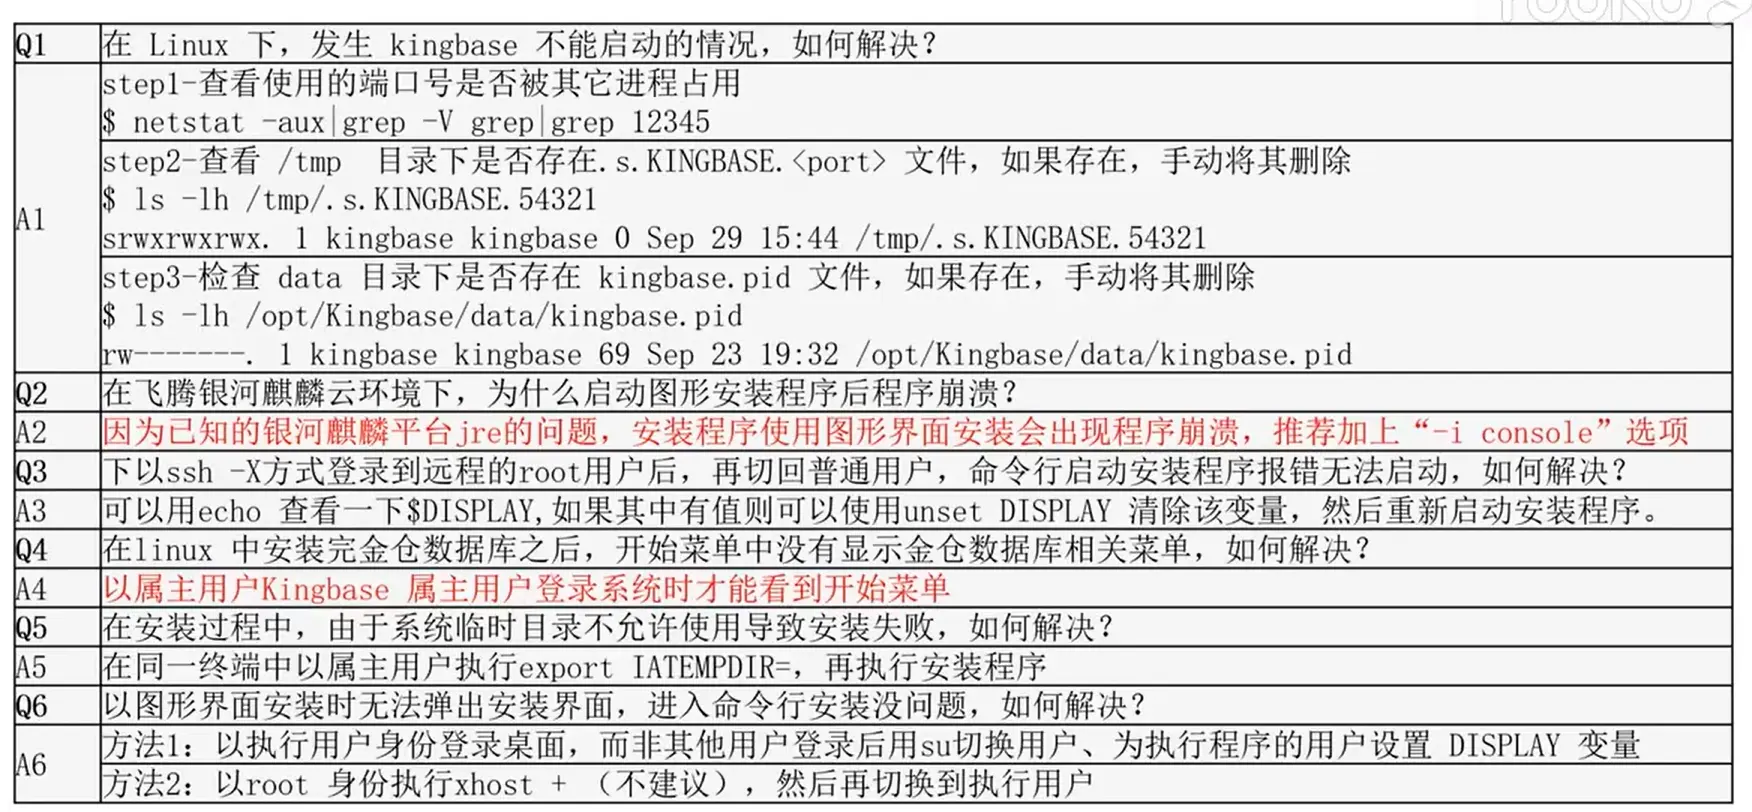 YOUKU
Q1 在 Linux 下，发生 kingbase 不能启动的情况，如何解决？
A1
step1-查看使用的端口号是否被其它进程占用
$ netstat -aux|grep -V grep|grep 12345
step2-查看 /tmp 目录下是否存在.s.KINGBASE.<port> 文件，如果存在，手动将其删除
$ ls -lh /tmp/.s.KINGBASE.54321
srwxrwxrwx. 1 kingbase kingbase 0 Sep 29 15:44 /tmp/.s.KINGBASE.54321
step3-检查 data 目录下是否存在 kingbase.pid 文件，如果存在，手动将其删除
$ ls -lh /opt/Kingbase/data/kingbase.pid
rw-------. 1 kingbase kingbase 69 Sep 23 19:32 /opt/Kingbase/data/kingbase.pid
Q2 在飞腾银河麒麟云环境下，为什么启动图形安装程序后程序崩溃？
A2 因为已知的银河麒麟平台jre的问题，安装程序使用图形界面安装会出现程序崩溃，推荐加上“-i console”选项
Q3 下以ssh -X方式登录到远程的root用户后，再切回普通用户，命令行启动安装程序报错无法启动，如何解决？
A3 可以用echo 查看一下$DISPLAY,如果其中有值则可以使用unset DISPLAY 清除该变量，然后重新启动安装程序。
Q4 在linux 中安装完金仓数据库之后，开始菜单中没有显示金仓数据库相关菜单，如何解决？
A4 以属主用户Kingbase 属主用户登录系统时才能看到开始菜单
Q5 在安装过程中，由于系统临时目录不允许使用导致安装失败，如何解决？
A5 在同一终端中以属主用户执行export IATEMPDIR=，再执行安装程序
Q6 以图形界面安装时无法弹出安装界面，进入命令行安装没问题，如何解决？
A6
方法1：以执行用户身份登录桌面，而非其他用户登录后用su切换用户、为执行程序的用户设置 DISPLAY 变量
方法2：以root 身份执行xhost + （不建议），然后再切换到执行用户